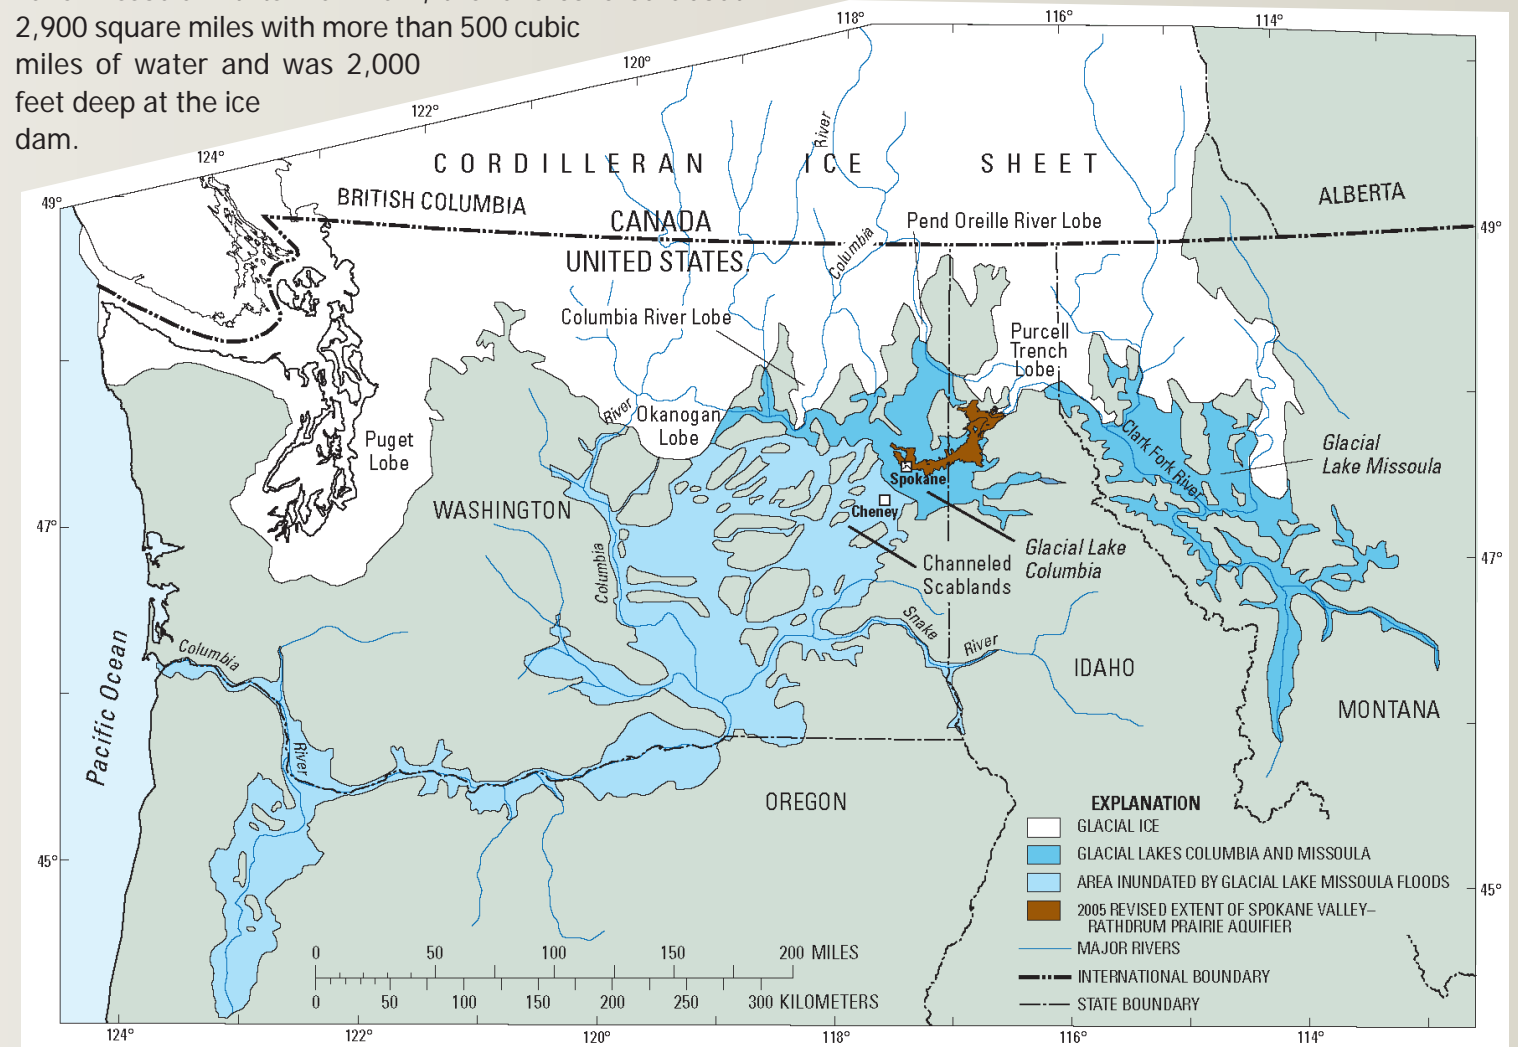 2,900 square miles with more than 500 cubic
miles of water and was 2,000
feet deep at the ice
dam.
118°
116°
114°
120°
122°
124°
49°
CORDILLERAN ICE SHEET
River
BRITISH COLUMBIA
ALBERTA
CANADA
Pend Oreille River Lobe
49°
UNITED STATES
Columbia
Columbia River Lobe
Purcell
Trench
Lobe
River
Okanogan
Lobe
Puget
Lobe
Clark Fork River
Glacial
Lake Missoula
Spokane
Cheney
WASHINGTON
47°
Glacial Lake
Columbia
47°
Channeled
Scablands
Columbia
Snake
River
Columbia
River
IDAHO
MONTANA
Pacific Ocean
OREGON
45°
45°
EXPLANATION
GLACIAL ICE
GLACIAL LAKES COLUMBIA AND MISSOULA
AREA INUNDATED BY GLACIAL LAKE MISSOULA FLOODS
2005 REVISED EXTENT OF SPOKANE VALLEY–
RATHDRUM PRAIRIE AQUIFIER
MAJOR RIVERS
INTERNATIONAL BOUNDARY
STATE BOUNDARY
0 50 100 150 200 MILES
0 50 100 150 200 250 300 KILOMETERS
124° 122° 120° 118° 116° 114°